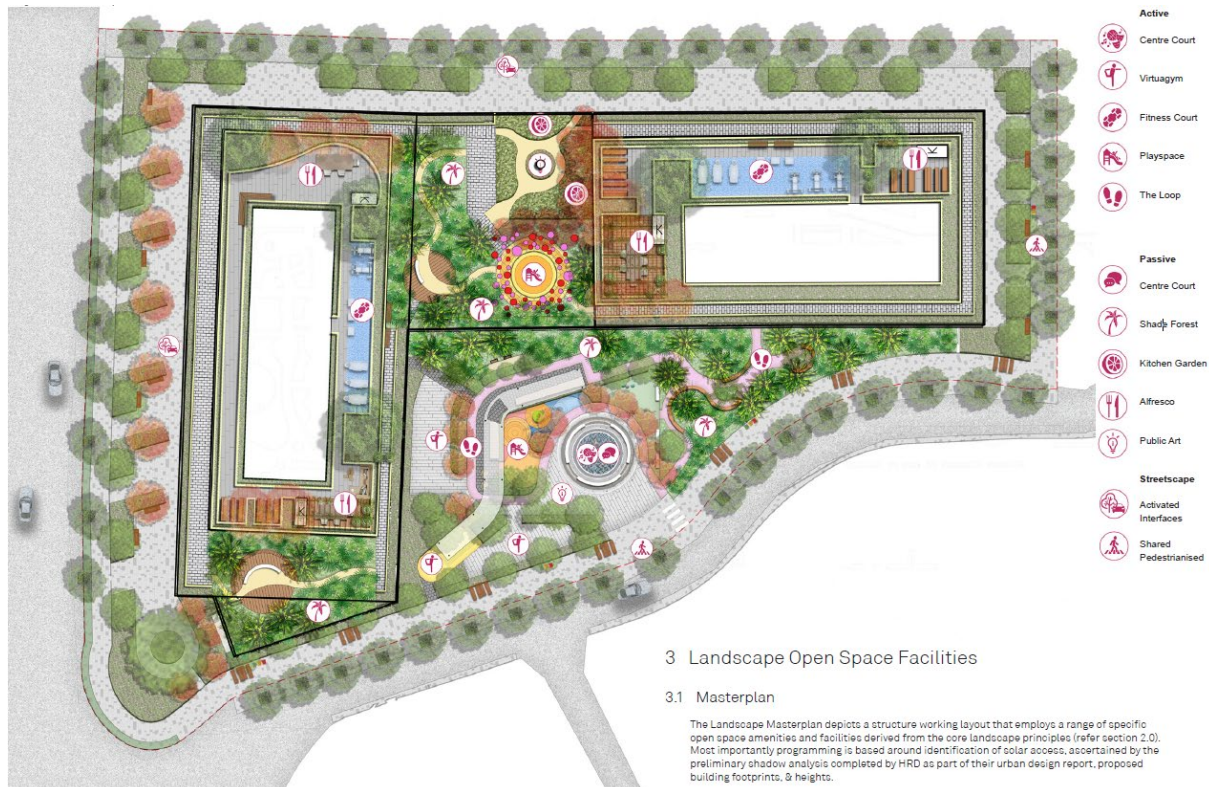 Active
Centre Court
Virtuagym
Fitness Court
Playspace
The Loop
Passive
Centre Court
Shade Forest
Kitchen Garden
Alfresco
Public Art
Streetscape
Activated
Interfaces
Shared
Pedestrianised
K
K
K
K
3 Landscape Open Space Facilities
3.1 Masterplan
The Landscape Masterplan depicts a structure working layout that employs a range of specific
open space amenities and facilities derived from the core landscape principles (refer section 2.0).
Most importantly programming is based around identification of solar access, ascertained by the
preliminary shadow analysis completed by HRD as part of their urban design report, proposed
building footprints, & heights.